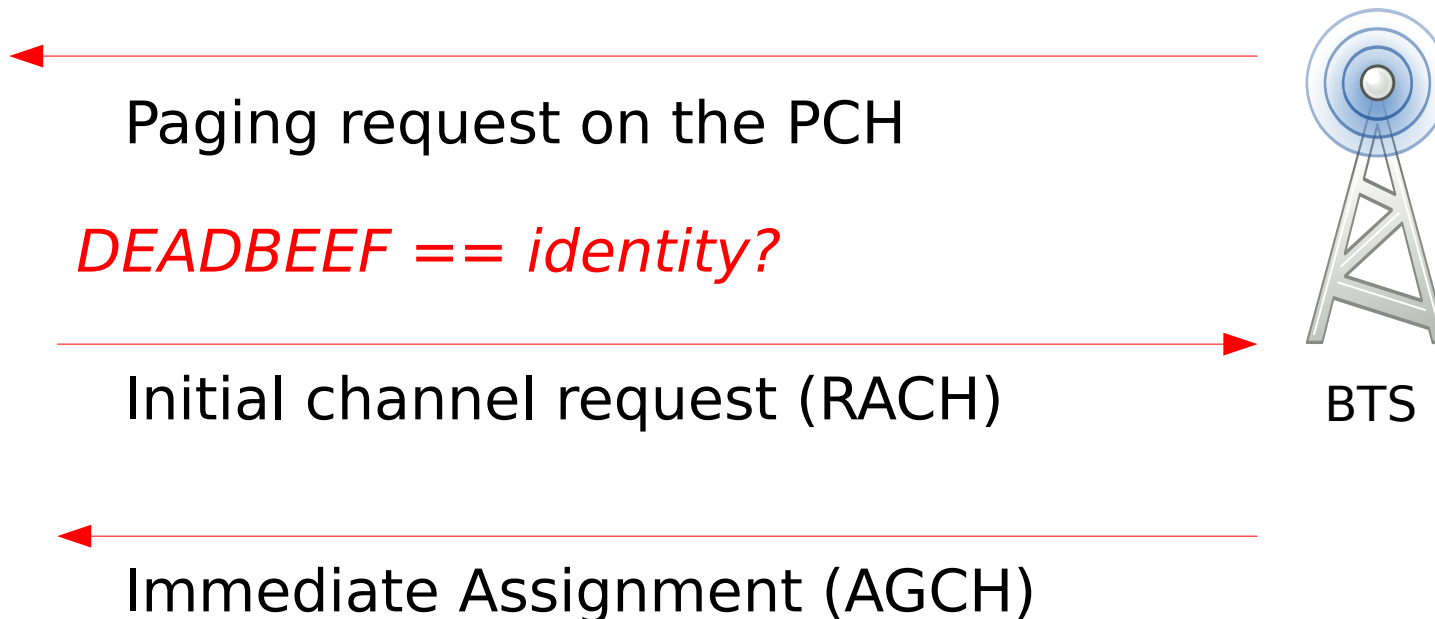 Paging request on the PCH
DEADBEEF == identity?
Initial channel request (RACH)
BTS
Immediate Assignment (AGCH)